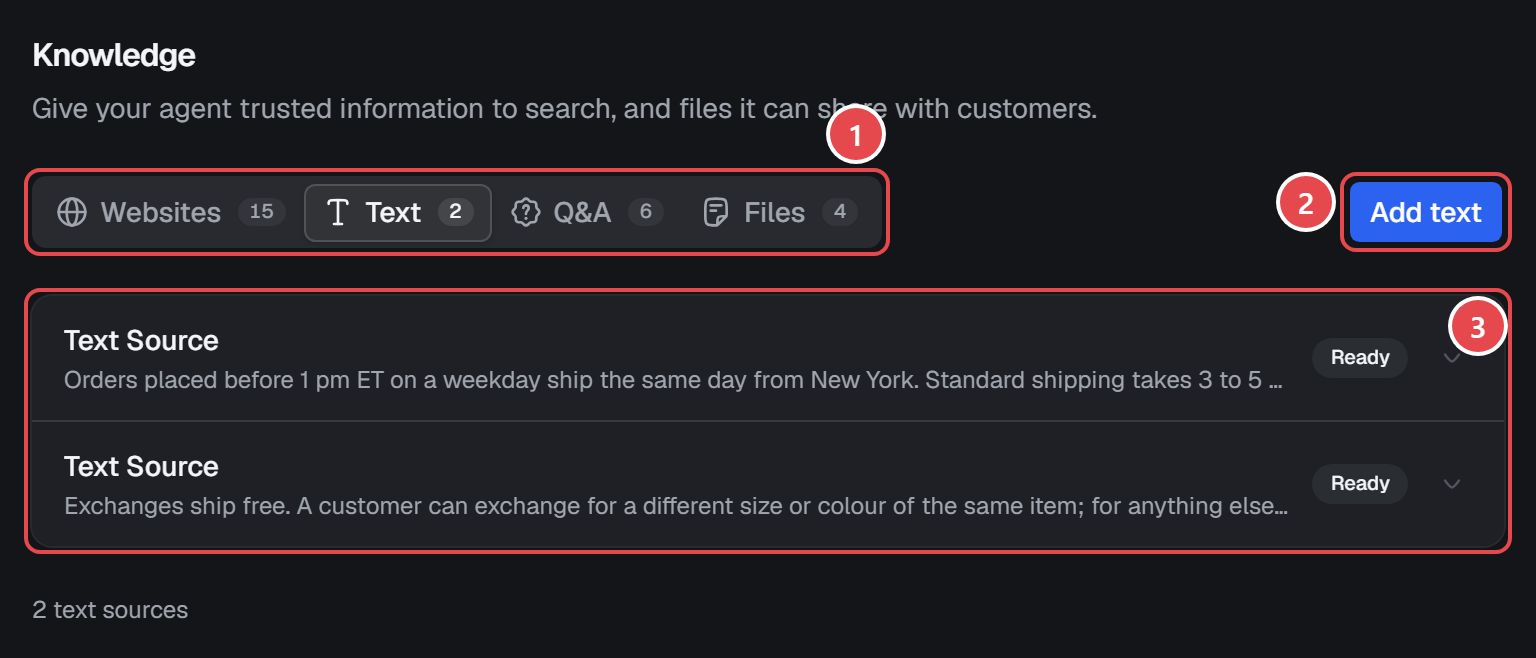 Knowledge
Give your agent trusted information to search, and files it can share with customers.
1
Websites 15 Text 2 Q&A 6 Files 4
2
Add text
3
Text Source
Orders placed before 1 pm ET on a weekday ship the same day from New York. Standard shipping takes 3 to 5 ...
Ready
Text Source
Exchanges ship free. A customer can exchange for a different size or colour of the same item; for anything else...
Ready
2 text sources